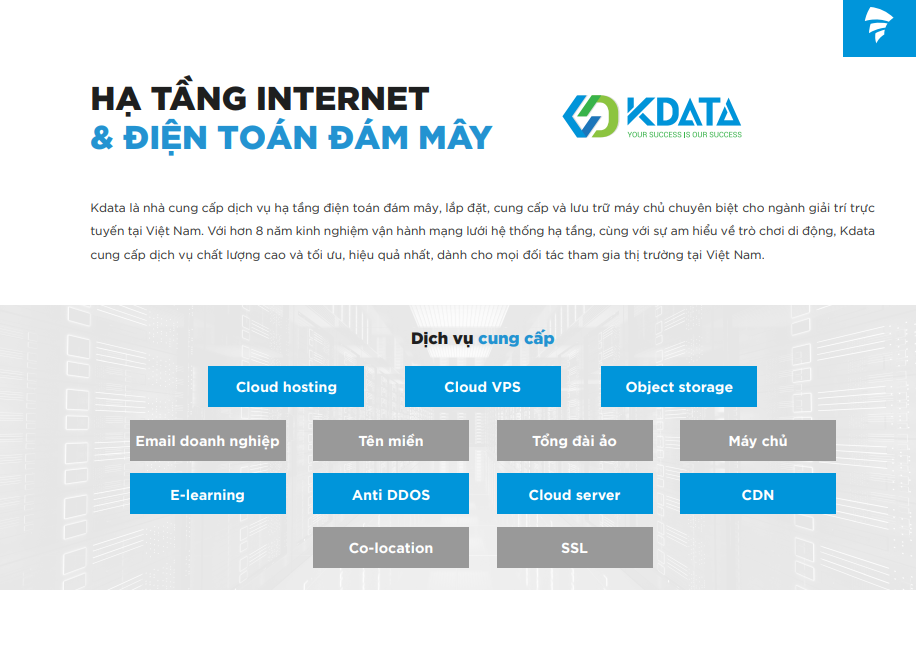 HẠ TẦNG INTERNET
& ĐIỆN TOÁN ĐÁM MÂY
KDATA
YOUR SUCCESS IS OUR SUCCESS
Kdata là nhà cung cấp dịch vụ hạ tầng điện toán đám mây, lắp đặt, cung cấp và lưu trữ máy chủ chuyên biệt cho ngành giải trí trực
tuyến tại Việt Nam. Với hơn 8 năm kinh nghiệm vận hành mạng lưới hệ thống hạ tầng, cùng với sự am hiểu về trò chơi di động, Kdata
cung cấp dịch vụ chất lượng cao và tối ưu, hiệu quả nhất, dành cho mọi đối tác tham gia thị trường tại Việt Nam.
Dịch vụ cung cấp
Cloud hosting
Cloud VPS
Object storage
Email doanh nghiệp
Tên miền
Tổng đài ảo
Máy chủ
E-learning
Anti DDOS
Cloud server
CDN
Co-location
SSL